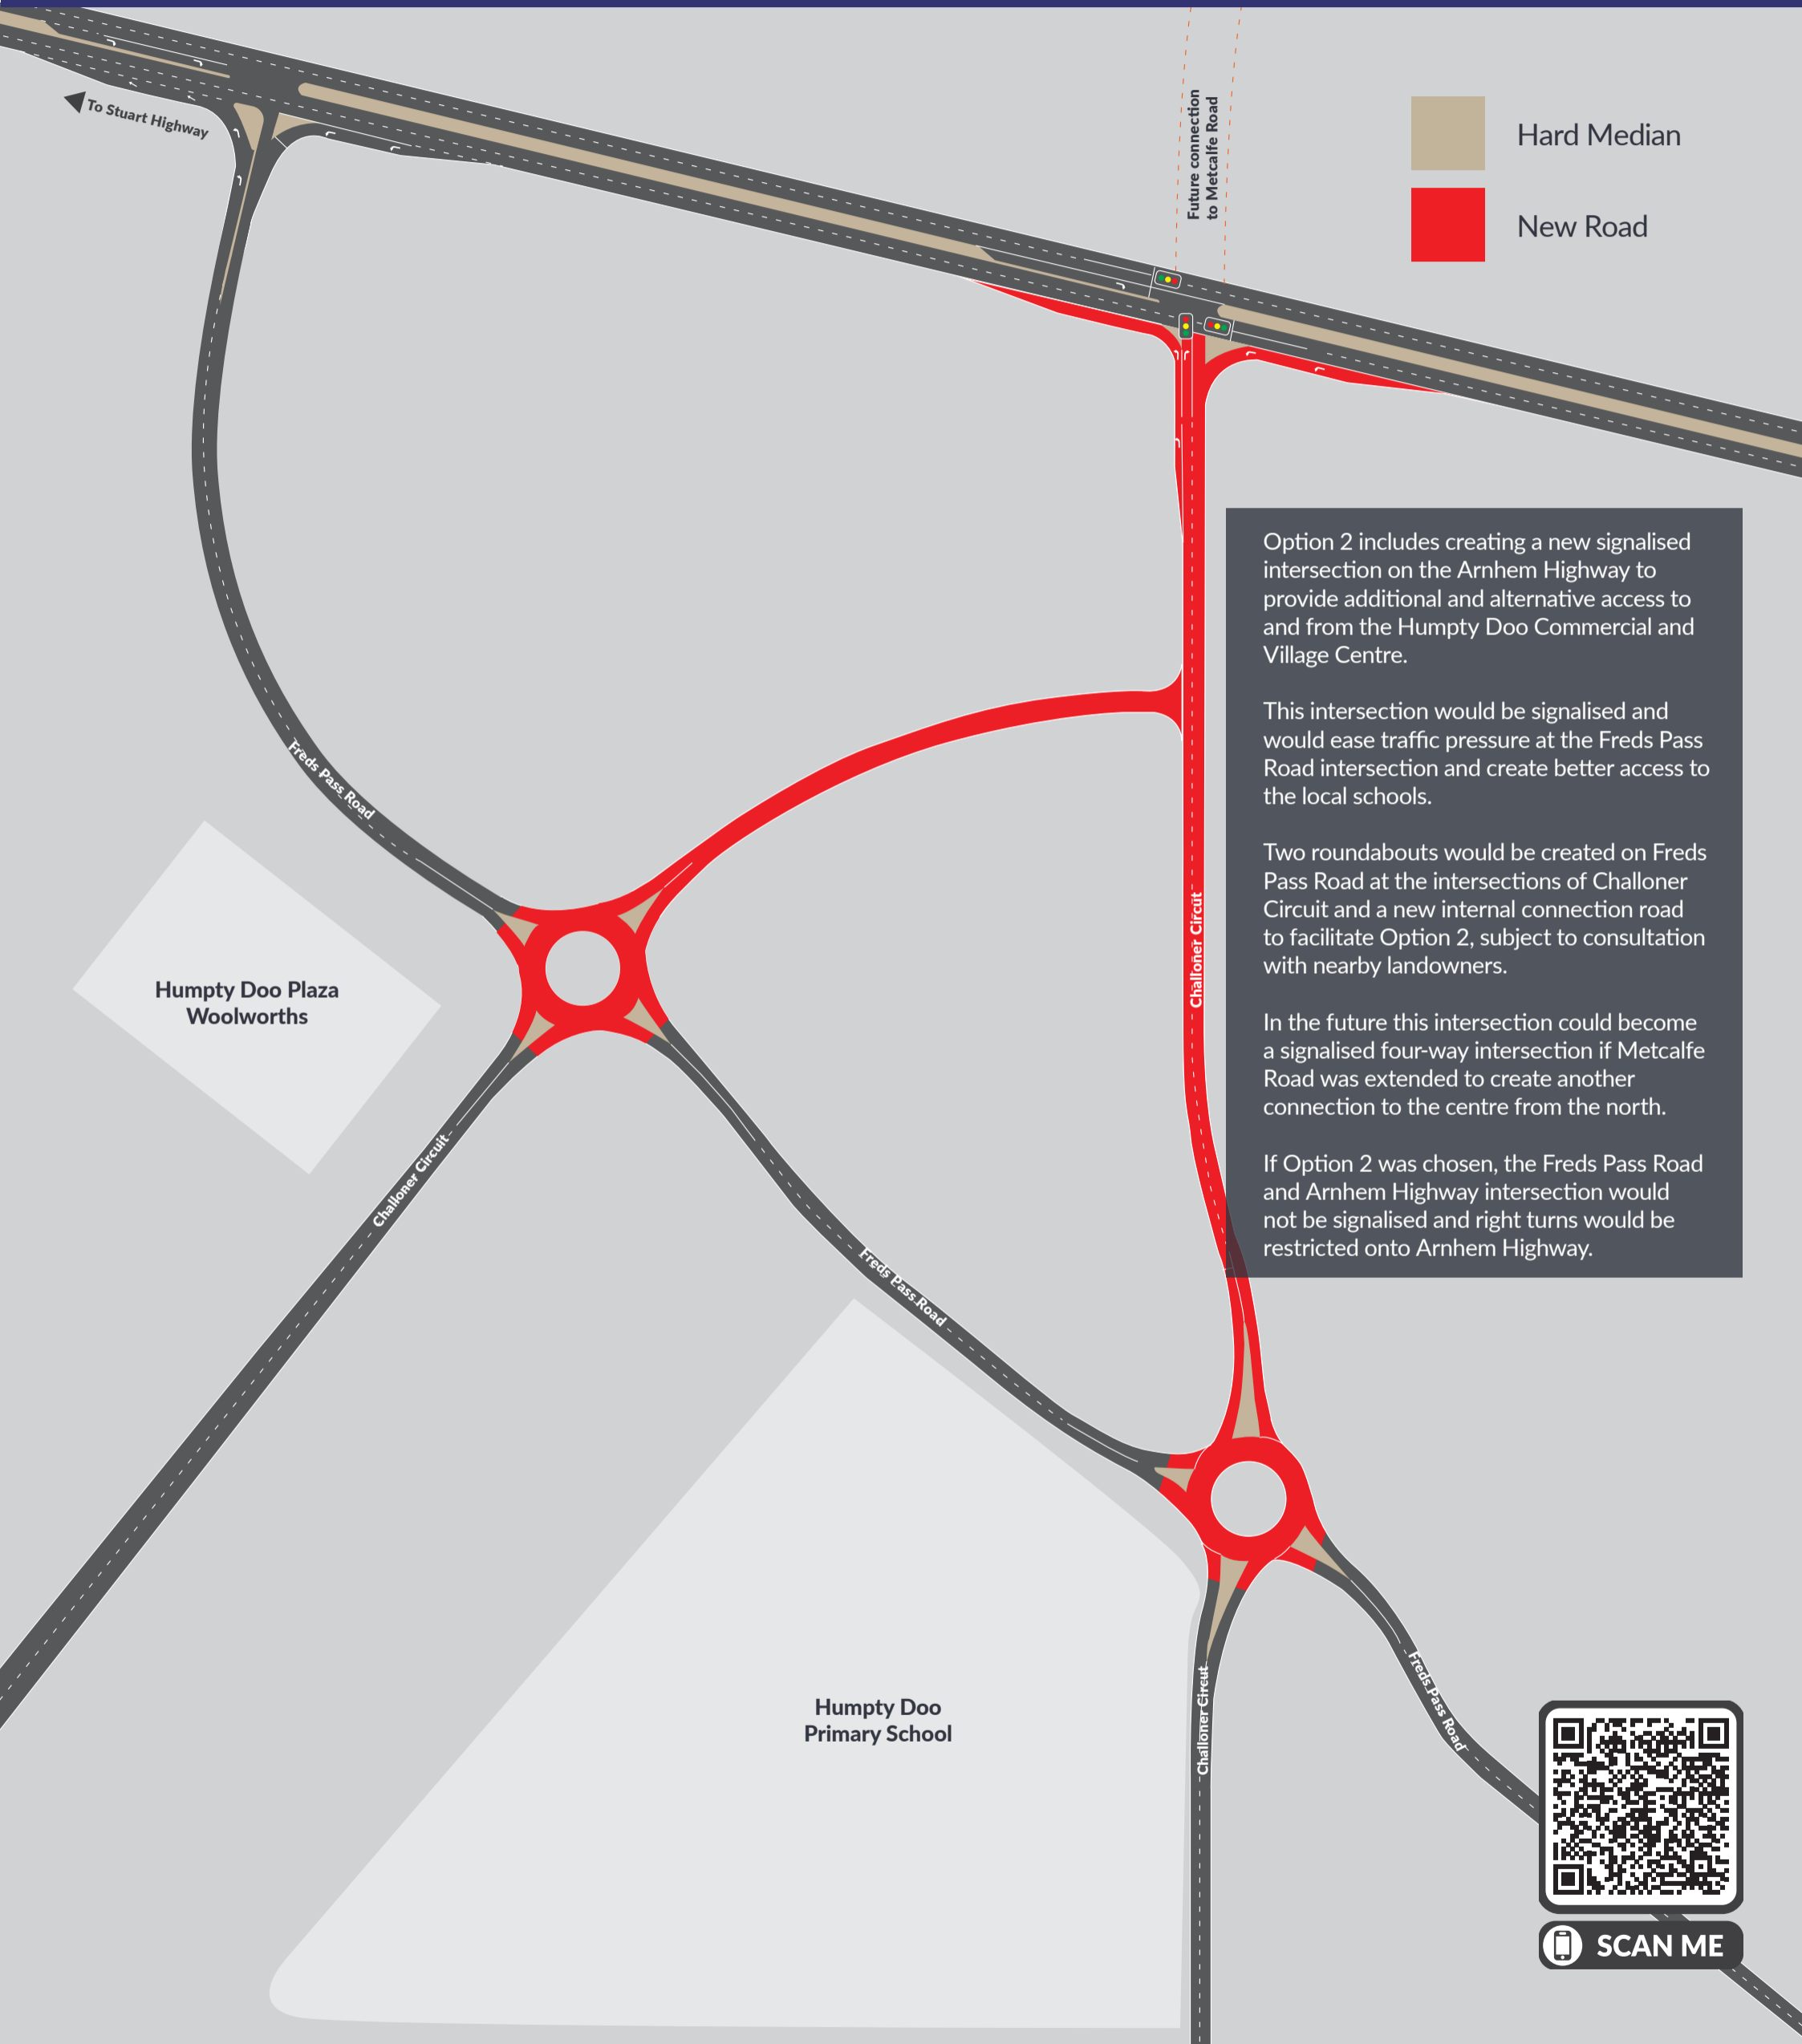 To Stuart Highway
Future connection
to Metcalfe Road
Hard Median
New Road
Option 2 includes creating a new signalised
intersection on the Arnhem Highway to
provide additional and alternative access to
and from the Humpty Doo Commercial and
Village Centre.
This intersection would be signalised and
would ease traffic pressure at the Freds Pass
Road intersection and create better access to
the local schools.
Two roundabouts would be created on Freds
Pass Road at the intersections of Challoner
Circuit and a new internal connection road
to facilitate Option 2, subject to consultation
with nearby landowners.
In the future this intersection could become
a signalised four-way intersection if Metcalfe
Road was extended to create another
connection to the centre from the north.
If Option 2 was chosen, the Freds Pass Road
and Arnhem Highway intersection would
not be signalised and right turns would be
restricted onto Arnhem Highway.
Freds Pass Road
Challoner Circut
Humpty Doo Plaza
Woolworths
Challoner Circuit
Freds Pass Road
Humpty Doo
Primary School
Challoner Circut
Freds Pass Road
SCAN ME